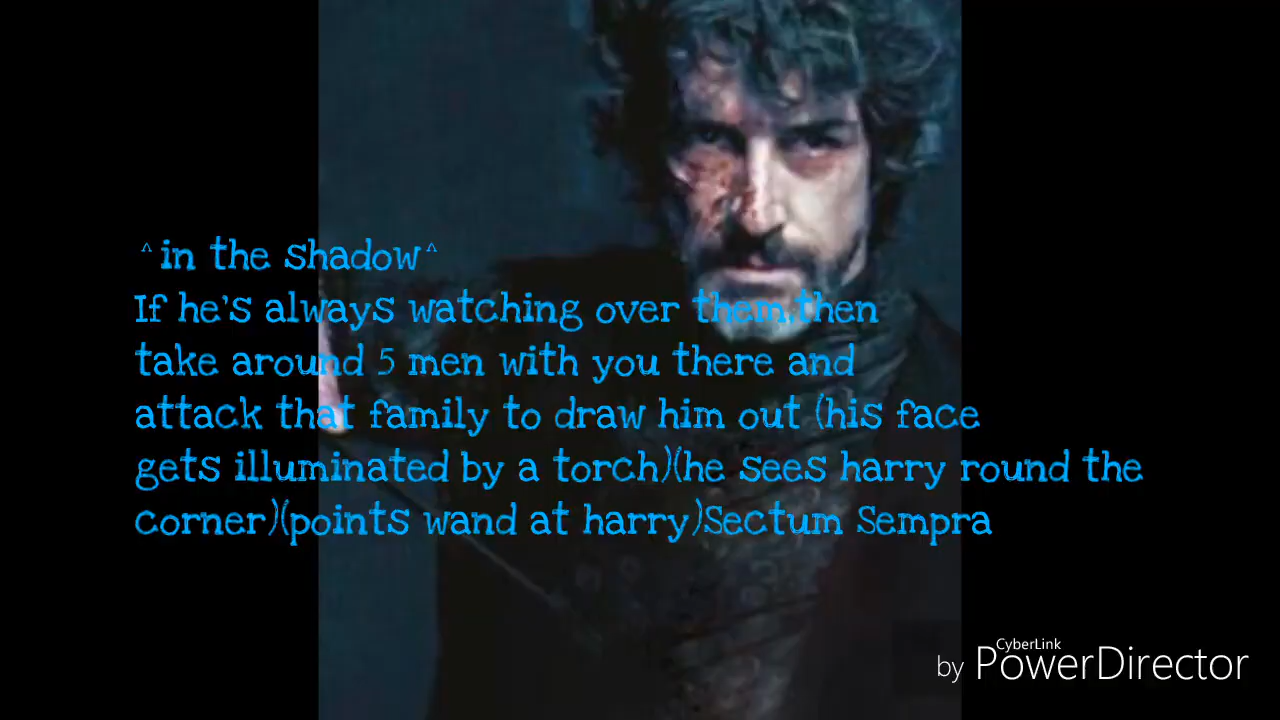 ^in the shadow^
If he's always watching over them,then
take around 5 men with you there and
attack that family to draw him out (his face
gets illuminated by a torch)(he sees harry round the
corner)(points wand at harry)Sectum Sempra
CyberLink
by PowerDirector